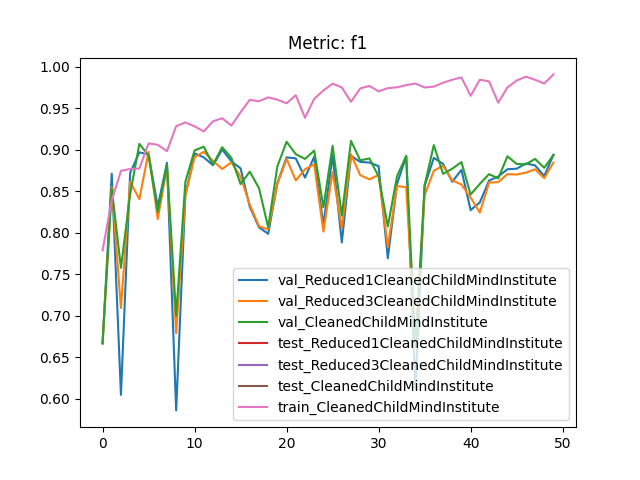 Metric: f1
1.00
0.95
0.90
0.85
0.80
0.75
0.70
0.65
0.60
val_Reduced1CleanedChildMindInstitute
val_Reduced3CleanedChildMindInstitute
val_CleanedChildMindInstitute
test_Reduced1CleanedChildMindInstitute
test_Reduced3CleanedChildMindInstitute
test_CleanedChildMindInstitute
train_CleanedChildMindInstitute
0 10 20 30 40 50